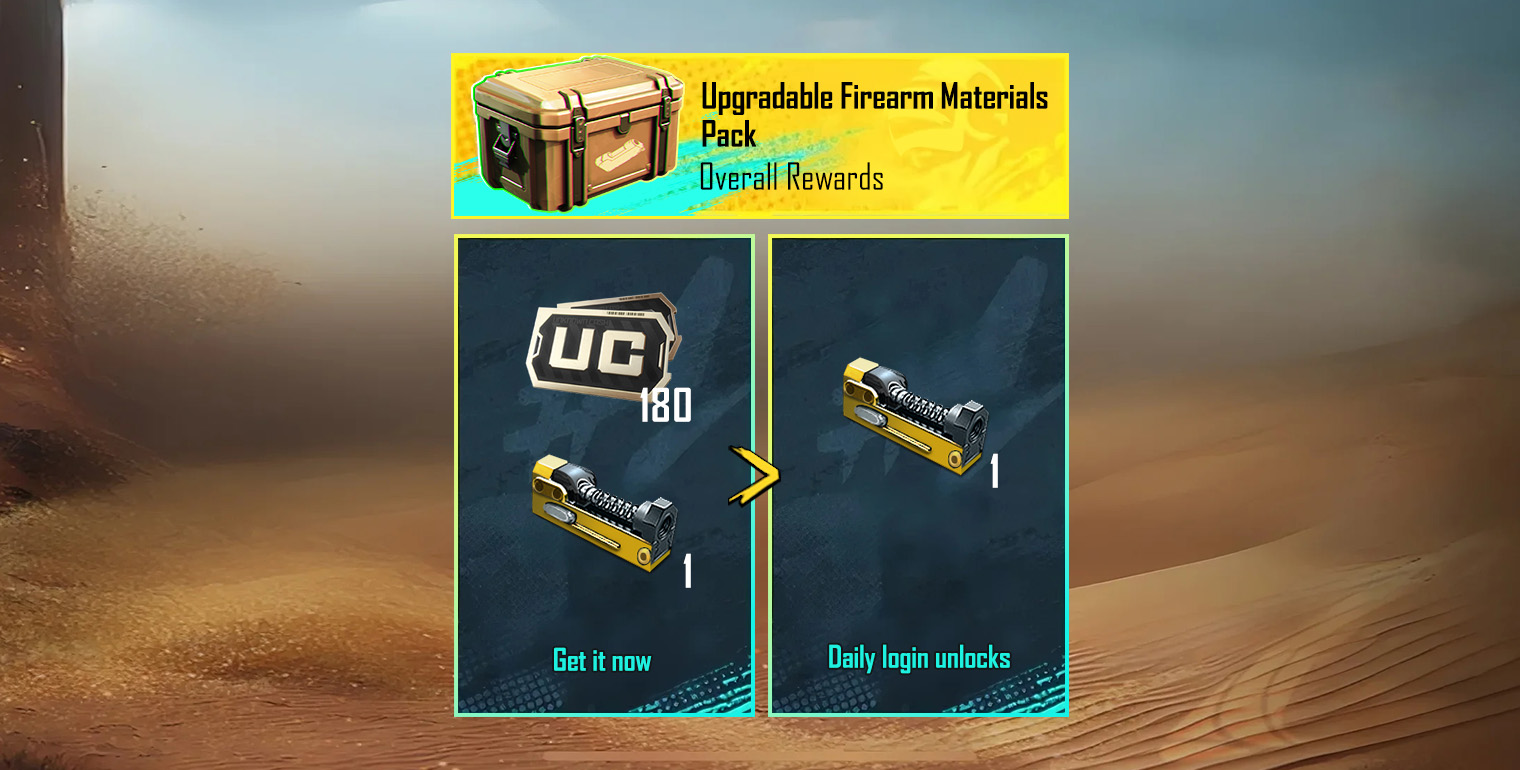 Upgradable Firearm Materials
Pack
Overall Rewards
UC
180
1
Get it now
1
Daily login unlocks